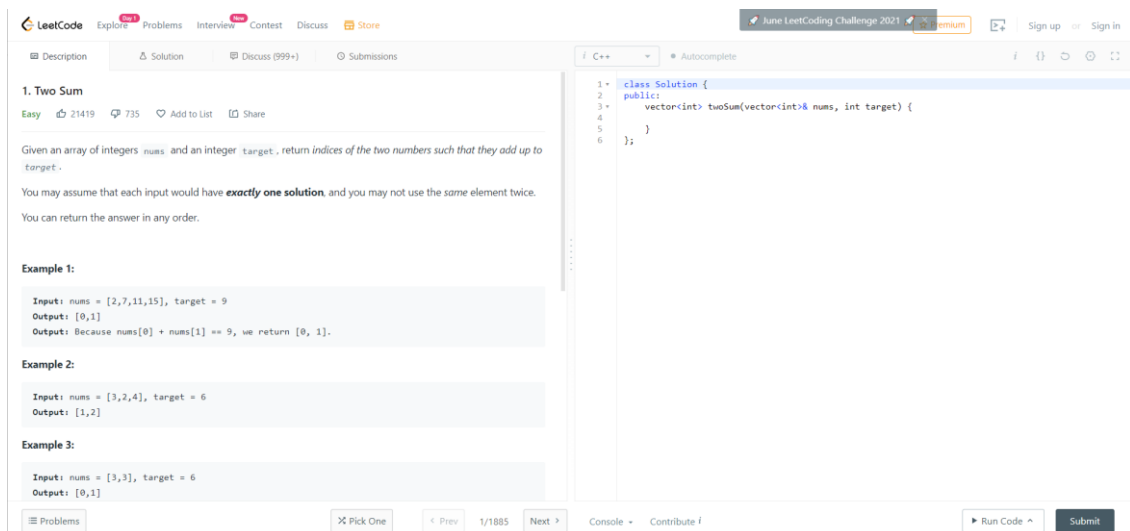 LeetCode Explore Day 1 Problems Interview New Contest Discuss Store
🚀 June LeetCoding Challenge 2021 🚀 Premium
Sign up or Sign in
Description Solution Discuss (999+) Submissions
i C++ Autocomplete
i {}
1. Two Sum
Easy 21419 735 Add to List Share
Given an array of integers nums and an integer target, return indices of the two numbers such that they add up to
target.
You may assume that each input would have exactly one solution, and you may not use the same element twice.
You can return the answer in any order.
Example 1:
Input: nums = [2,7,11,15], target = 9
Output: [0,1]
Output: Because nums[0] + nums[1] == 9, we return [0, 1].
Example 2:
Input: nums = [3,2,4], target = 6
Output: [1,2]
Example 3:
Input: nums = [3,3], target = 6
Output: [0,1]
1 class Solution {
2 public:
3 vector<int> twoSum(vector<int>& nums, int target) {
4
5 }
6 };
Problems Pick One < Prev 1/1885 Next >
Console Contribute i
Run Code Submit